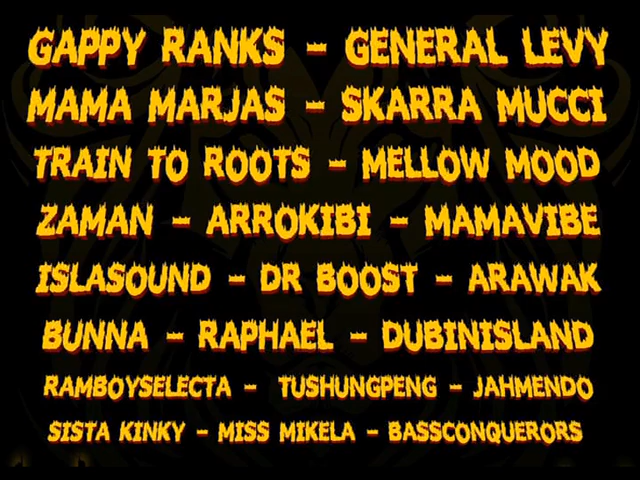 GAPPY RANKS - GENERAL LEVY
MAMA MARJAS - SKARRA MUCCI
TRAIN TO ROOTS - MELLOW MOOD
ZAMAN - ARROKIBI - MAMAVIBE
ISLASOUND - DR BOOST - ARAWAK
BUNNA - RAPHAEL - DUBINISLAND
RAMBOYSELECTA - TUSHUNGPENG - JAHMENDO
SISTA KINKY - MISS MIKELA - BASSCONQUERORS